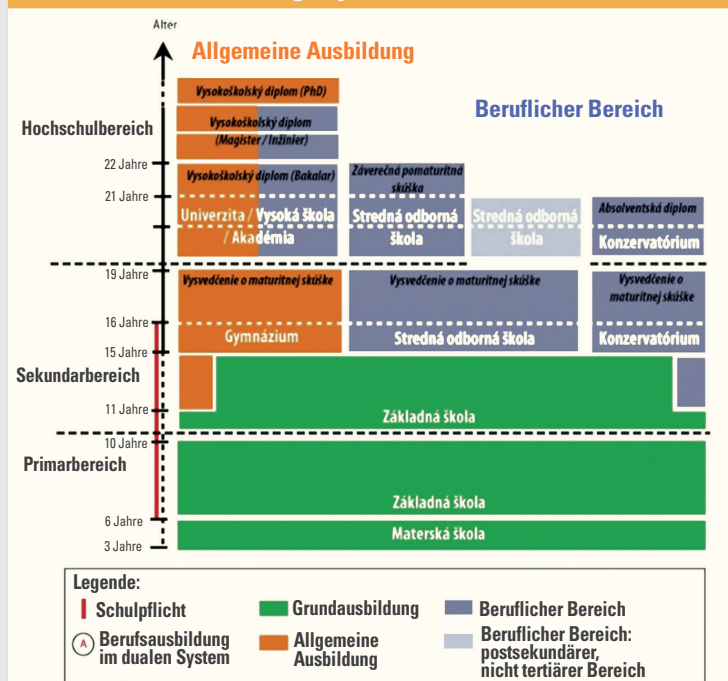 Alter
Allgemeine Ausbildung
Beruflicher Bereich
Vysokoškolský diplom (PhD)
Hochschulbereich
Vysokoškolský diplom
(Magister / Inžinier)
22 Jahre
Vysokoškolský diplom (Bakalar)
Záverečná pomaturitná
skúška
21 Jahre
Univerzita / Vysoká škola
/ Akadémia
Stredná odborná
škola
Stredná odborná
škola
Absolventská diplom
Konzervatórium
19 Jahre
Vysvedčenie o maturitnej skúške
Vysvedčenie o maturitnej skúške
Vysvedčenie o
maturitnej skúške
16 Jahre
Gymnázium
Stredná odborná škola
Konzervatórium
15 Jahre
Sekundarbereich
11 Jahre
Základná škola
10 Jahre
Primarbereich
Základná škola
6 Jahre
Materská škola
3 Jahre
Legende:
Schulpflicht
Grundausbildung
Beruflicher Bereich
A Berufsausbildung
im dualen System
Allgemeine
Ausbildung
Beruflicher Bereich:
postsekundärer,
nicht tertiärer Bereich